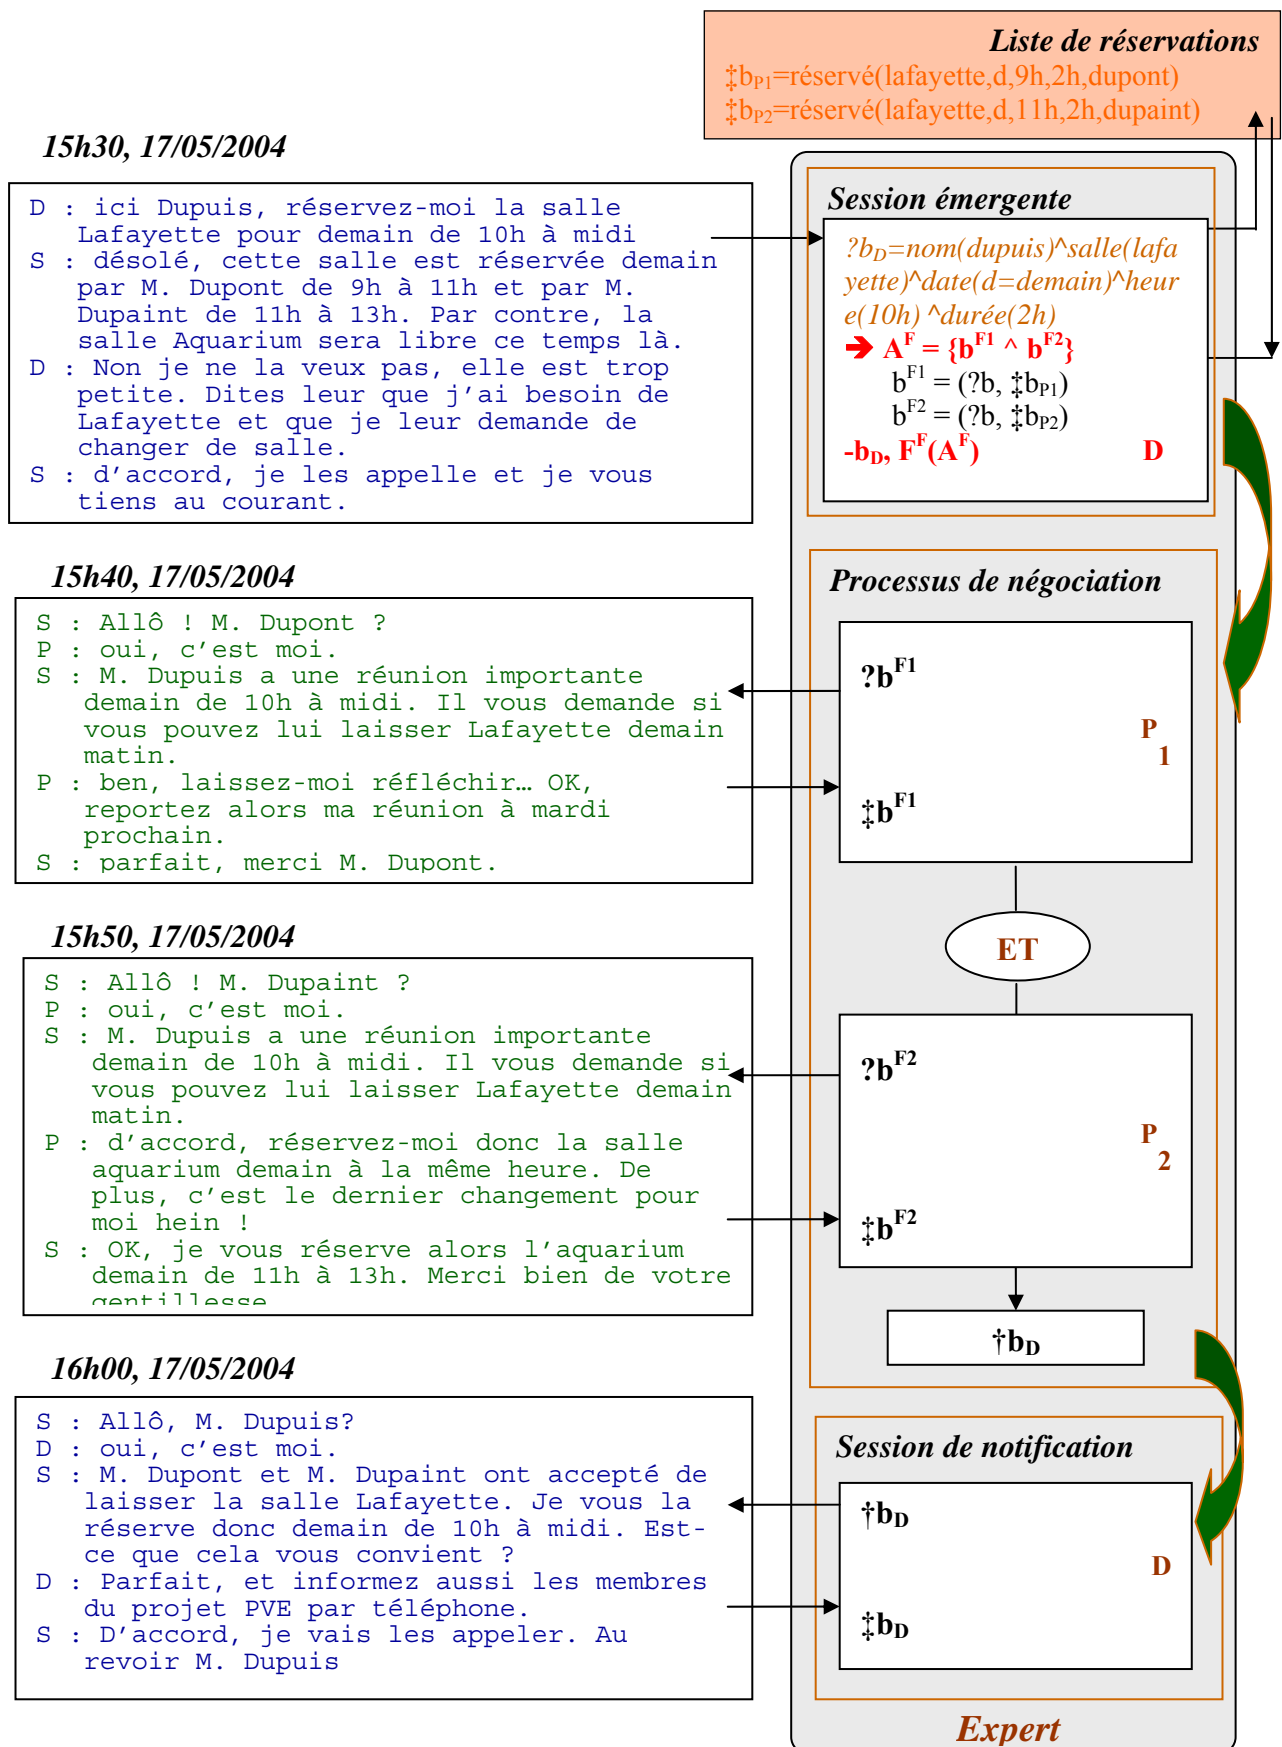 Liste de réservations
‡bP1=réservé(lafayette,d,9h,2h,dupont)
‡bP2=réservé(lafayette,d,11h,2h,dupaint)
15h30, 17/05/2004
D : ici Dupuis, réservez-moi la salle
Lafayette pour demain de 10h à midi
S : désolé, cette salle est réservée demain
par M. Dupont de 9h à 11h et par M.
Dupaint de 11h à 13h. Par contre, la
salle Aquarium sera libre ce temps là.
D : Non je ne la veux pas, elle est trop
petite. Dites leur que j’ai besoin de
Lafayette et que je leur demande de
changer de salle.
S : d’accord, je les appelle et je vous
tiens au courant.
Session émergente
?bD=nom(dupuis)^salle(lafa
yette)^date(d=demain)^heur
e(10h) ^durée(2h)
➔ A^F = {b^F1 ^ b^F2}
b^F1 = (?b, ‡bP1)
b^F2 = (?b, ‡bP2)
-bD, F^F(A^F) D
15h40, 17/05/2004
S : Allô ! M. Dupont ?
P : oui, c’est moi.
S : M. Dupuis a une réunion importante
demain de 10h à midi. Il vous demande si
vous pouvez lui laisser Lafayette demain
matin.
P : ben, laissez-moi réfléchir… OK,
reportez alors ma réunion à mardi
prochain.
S : parfait, merci M. Dupont.
Processus de négociation
?b^F1
P
1
‡b^F1
ET
15h50, 17/05/2004
S : Allô ! M. Dupaint ?
P : oui, c’est moi.
S : M. Dupuis a une réunion importante
demain de 10h à midi. Il vous demande si
vous pouvez lui laisser Lafayette demain
matin.
P : d’accord, réservez-moi donc la salle
aquarium demain à la même heure. De
plus, c’est le dernier changement pour
moi hein !
S : OK, je vous réserve alors l’aquarium
demain de 11h à 13h. Merci bien de votre
gentillesse
?b^F2
P
2
‡b^F2
†bD
16h00, 17/05/2004
S : Allô, M. Dupuis?
D : oui, c’est moi.
S : M. Dupont et M. Dupaint ont accepté de
laisser la salle Lafayette. Je vous la
réserve donc demain de 10h à midi. Est-
ce que cela vous convient ?
D : Parfait, et informez aussi les membres
du projet PVE par téléphone.
S : D’accord, je vais les appeler. Au
revoir M. Dupuis
Session de notification
†bD
D
‡bD
Expert